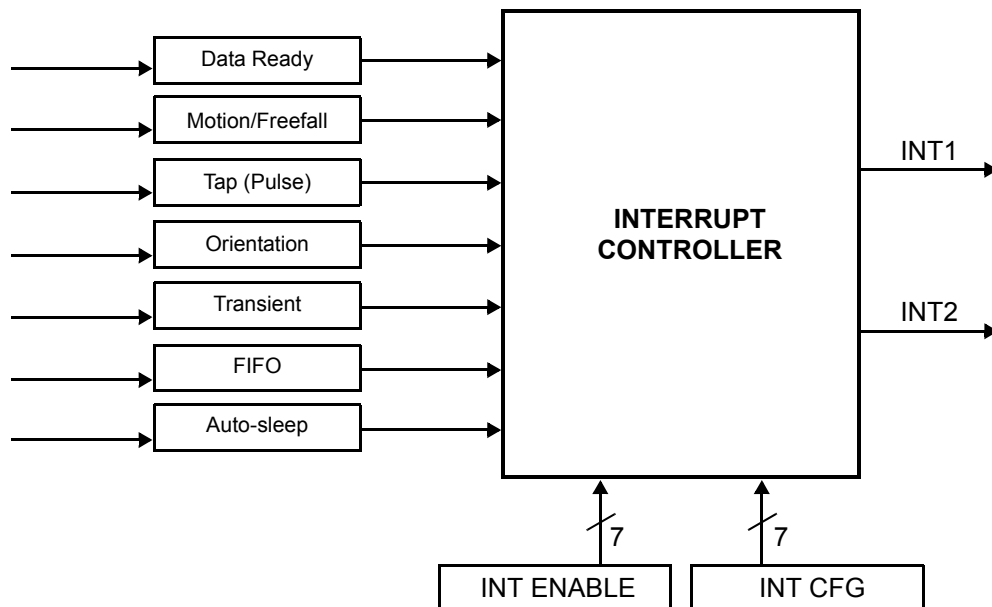 Data Ready
Motion/Freefall
Tap (Pulse)
Orientation
Transient
FIFO
Auto-sleep
INTERRUPT
CONTROLLER
INT1
INT2
7
7
INT ENABLE
INT CFG